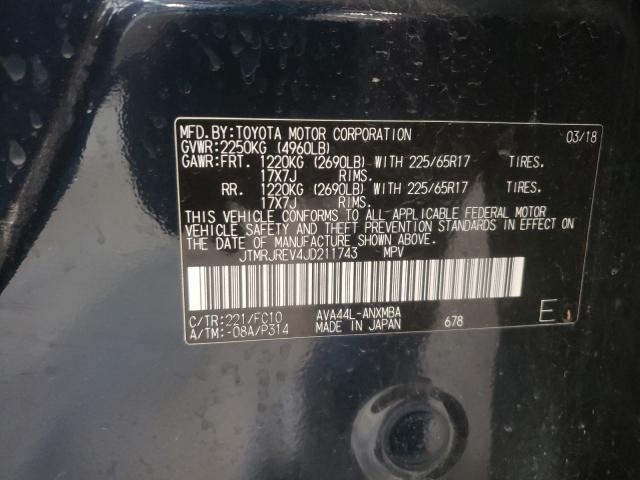 MFD.BY:TOYOTA MOTOR CORPORATION 03/18
GVWR:2250KG (4960LB)
GAWR:FRT. 1220KG (2690LB) WITH 225/65R17 TIRES.
17X7J RIMS.
RR. 1220KG (2690LB) WITH 225/65R17 TIRES.
17X7J RIMS.
THIS VEHICLE CONFORMS TO ALL APPLICABLE FEDERAL MOTOR
VEHICLE SAFETY AND THEFT PREVENTION STANDARDS IN EFFECT ON
THE DATE OF MANUFACTURE SHOWN ABOVE.
JTMRJREV4JD211743 MPV
C/TR:221/FC10 AVA44L-ANXMBA
A/TM:-08A/P314 MADE IN JAPAN 678 E